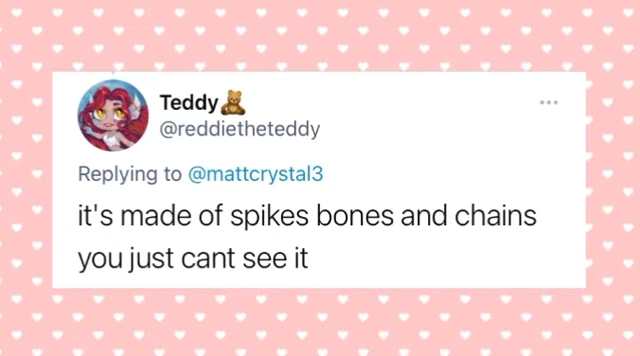 Teddy🧸
@reddietheteddy
Replying to @mattcrystal3
it's made of spikes bones and chains
you just cant see it